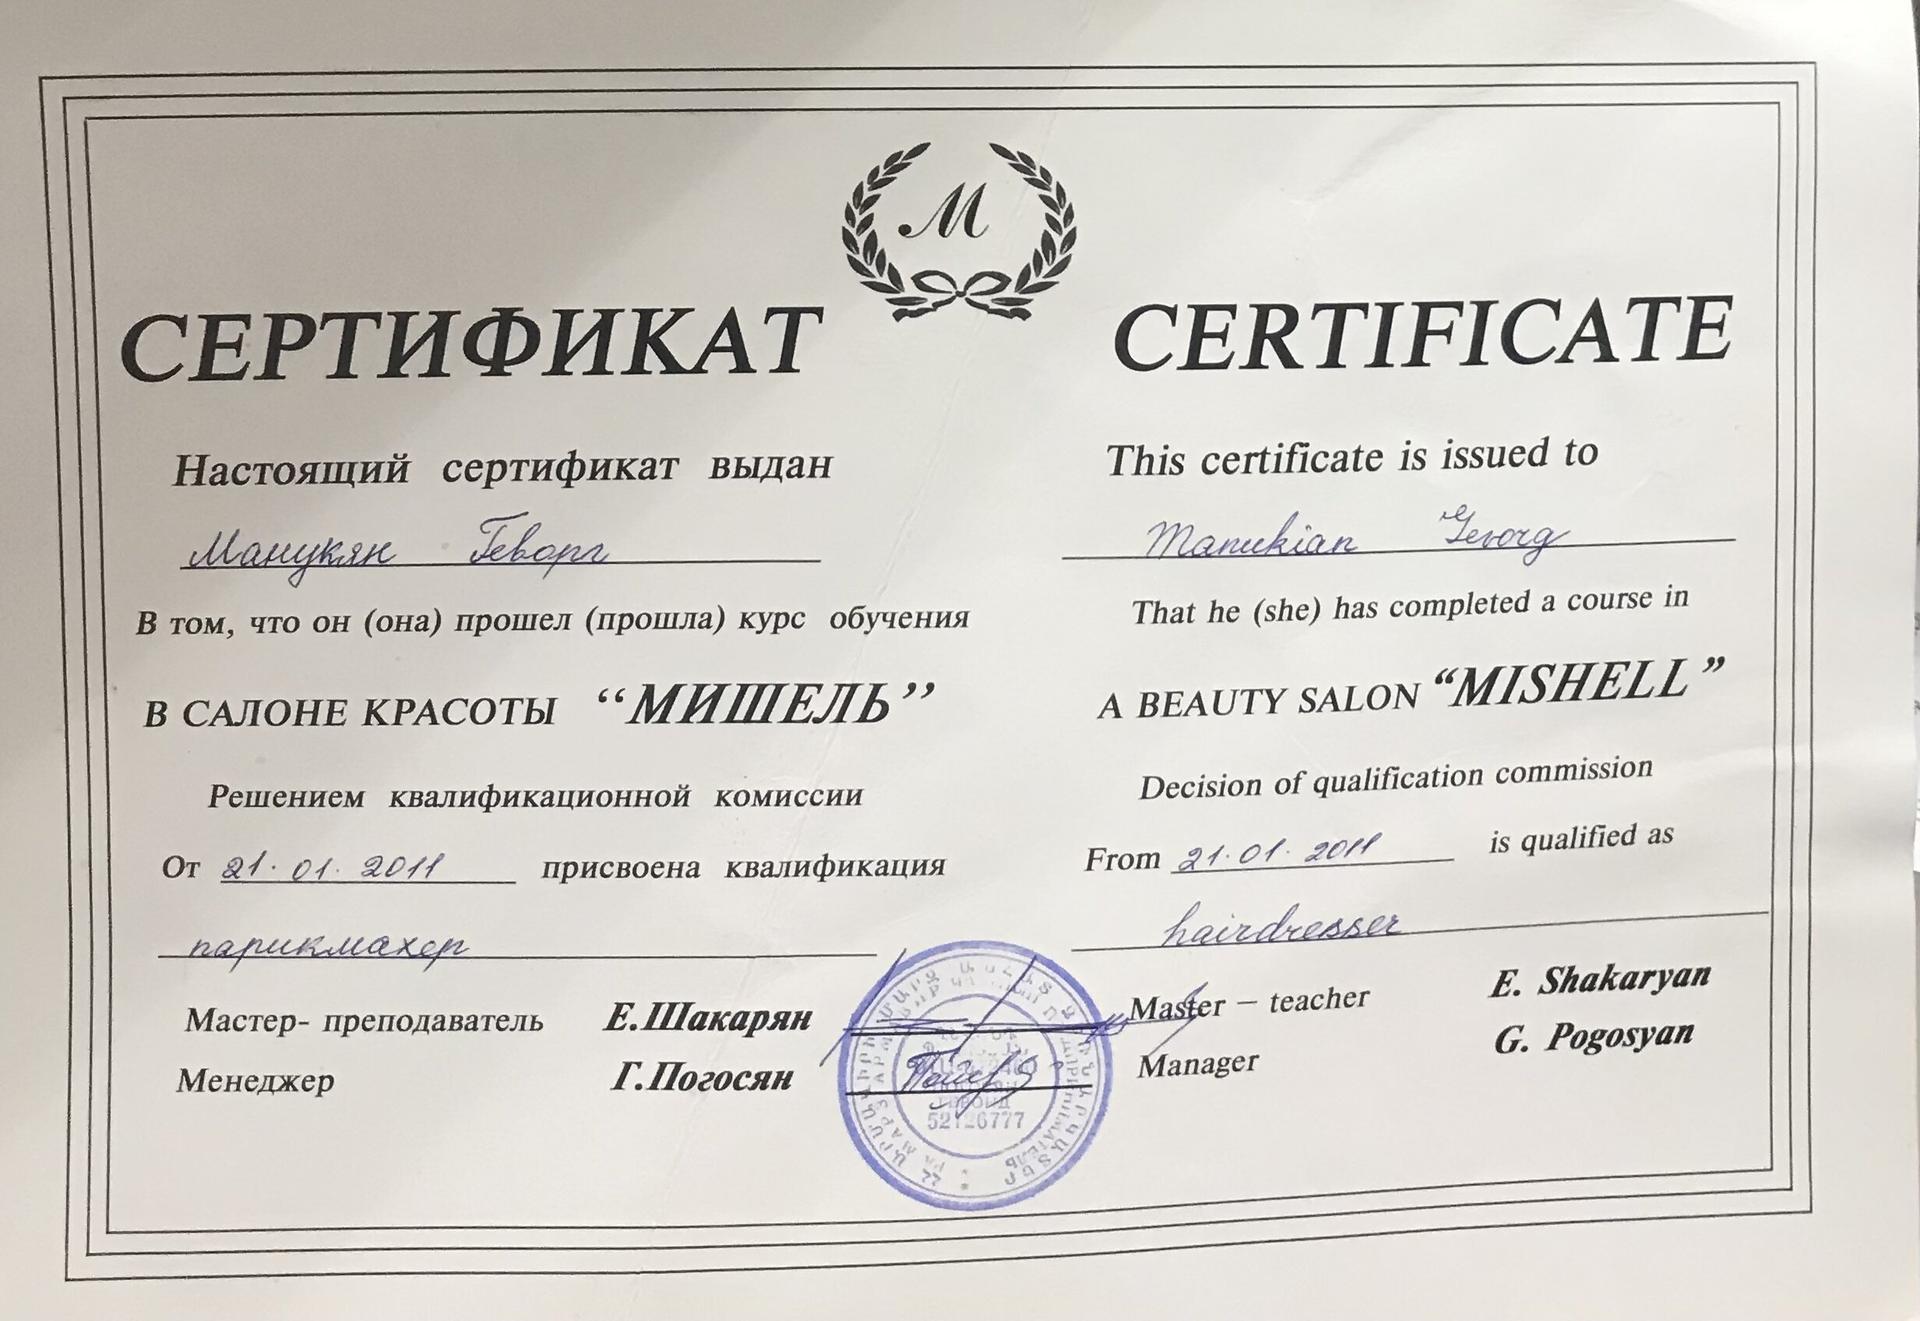 M
СЕРТИФИКАТ
Настоящий сертификат выдан
Манукян Геворг
В том, что он (она) прошел (прошла) курс обучения
В САЛОНЕ КРАСОТЫ “МИШЕЛЬ”
Решением квалификационной комиссии
От 21.01.2011 присвоена квалификация
парикмахер
Мастер- преподаватель Е.Шакарян
Менеджер Г.Погосян
CERTIFICATE
This certificate is issued to
Manukian Gevorg
That he (she) has completed a course in
A BEAUTY SALON “MISHELL”
Decision of qualification commission
From 21.01.2011 is qualified as
hairdresser
Master – teacher E. Shakaryan
Manager G. Pogosyan
52126777